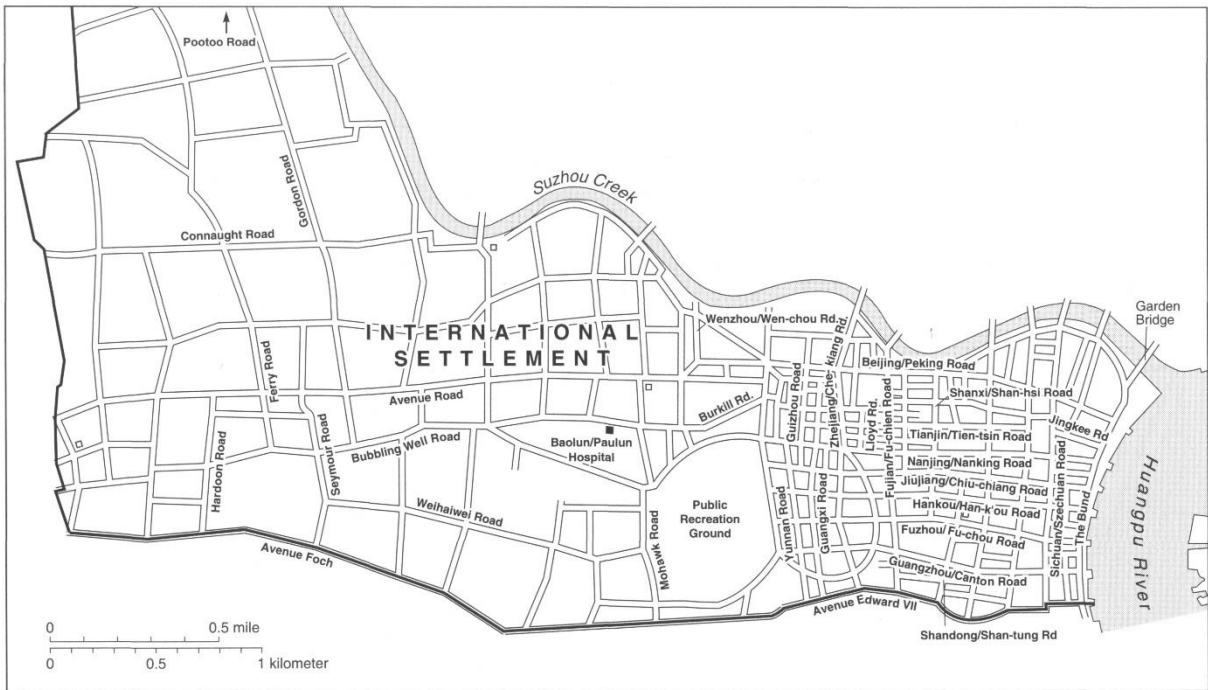 Pootoo Road
Gordon Road
Suzhou Creek
Connaught Road
Garden
Bridge
Wenzhou/Wen-chou Rd.
INTERNATIONAL
SETTLEMENT
Zhejiang/Che-kiang Rd.
Beijing/Peking Road
Ferry Road
Avenue Road
Shanxi/Shan-hsi Road
Burkill Rd.
Guizhou Road
Lloyd Rd.
Fujian/Fu-chien Road
Jingkee Rd
Hardoon Road
Seymour Road
Bubbling Well Road
Baolun/Paulun
Hospital
Tianjin/Tien-tsin Road
Nanjing/Nanking Road
Jiujiang/Chiu-chiang Road
Hankou/Han-k'ou Road
Fuzhou/Fu-chou Road
Guangzhou/Canton Road
Sichuan/Szechuan Road
The Bund
Huangpu River
Weihaiwei Road
Public
Recreation
Ground
Mohawk Road
Yunnan Road
Guangxi Road
Avenue Foch
Avenue Edward VII
Shandong/Shan-tung Rd
0 0.5 mile
0 0.5 1 kilometer